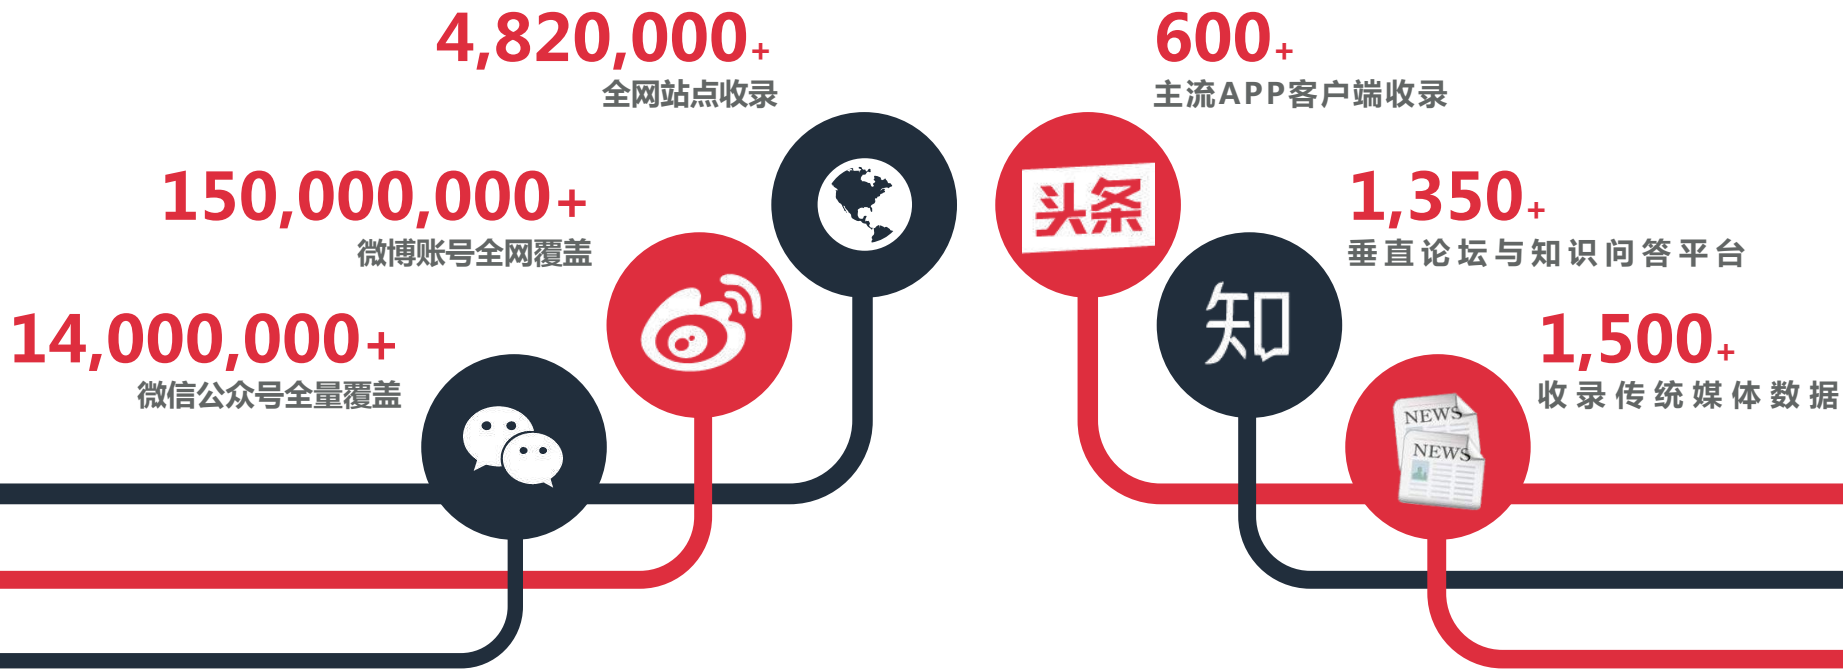 4,820,000+
全网站点收录
600+
主流APP客户端收录
150,000,000+
微博账号全网覆盖
头条
1,350+
垂直论坛与知识问答平台
知
14,000,000+
微信公众号全量覆盖
1,500+
收录传统媒体数据
NEWS
NEWS